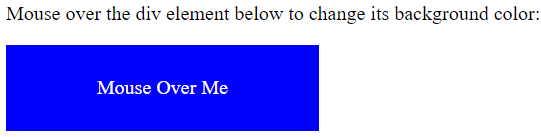 Mouse over the div element below to change its background color:
Mouse Over Me